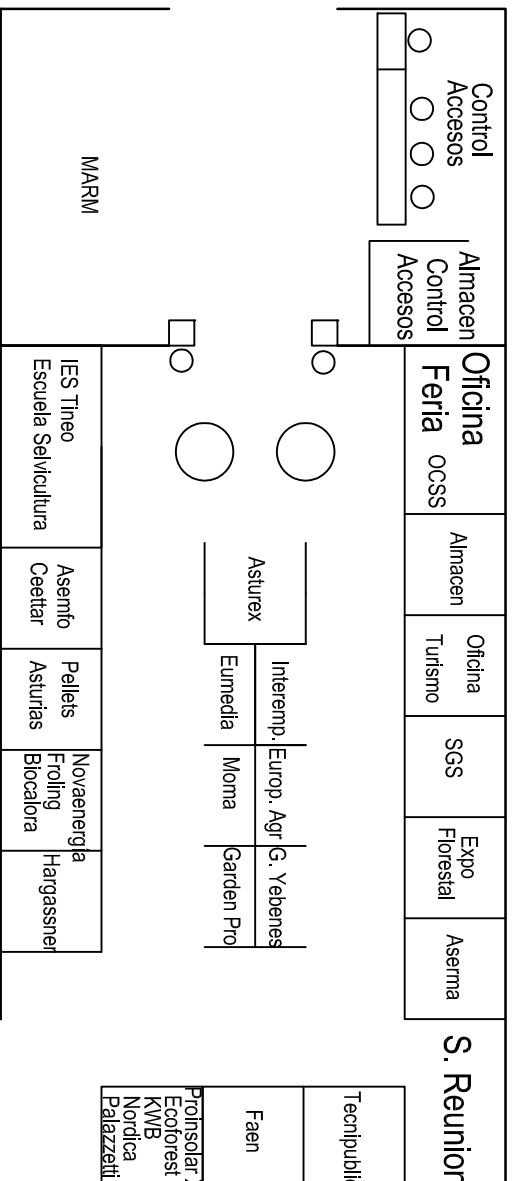 Control
Accesos
MARM
Almacen
Control
Accesos
Oficina
Feria OCSS
IES Tineo
Escuela Selvicultura
Asturex
Almacen
Asemfo
Ceettar
Oficina
Turismo
Interemp.
Eumedia
Pellets
Asturias
SGS
Europ. Agr
Moma
Novaenergía
Froling
Biocalora
Expo
Florestal
G. Yebenes
Garden Pro
Hargassner
Aserma
S. Reunion
Tecnipublic
Faen
Proinsolar
Ecoforest
KWB
Nordica
Palazzetti